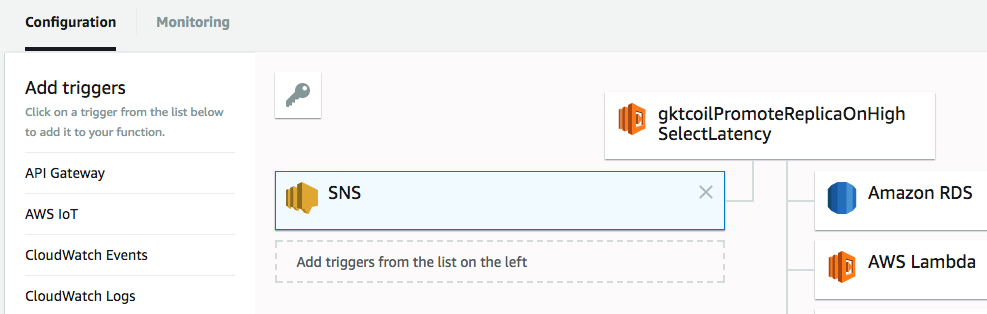 Configuration
Monitoring
Add triggers
Click on a trigger from the list below
to add it to your function.
API Gateway
AWS IoT
CloudWatch Events
CloudWatch Logs
gktcoilPromoteReplicaOnHigh
SelectLatency
SNS
Add triggers from the list on the left
Amazon RDS
AWS Lambda